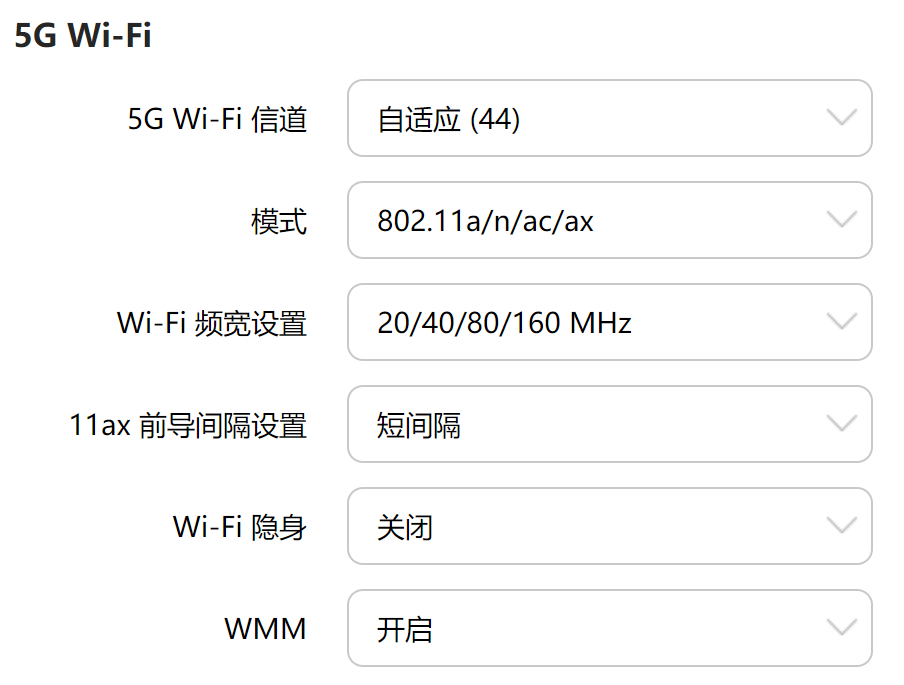 5G Wi-Fi
5G Wi-Fi 信道 自适应 (44)
模式 802.11a/n/ac/ax
Wi-Fi 频宽设置 20/40/80/160 MHz
11ax 前导间隔设置 短间隔
Wi-Fi 隐身 关闭
WMM 开启